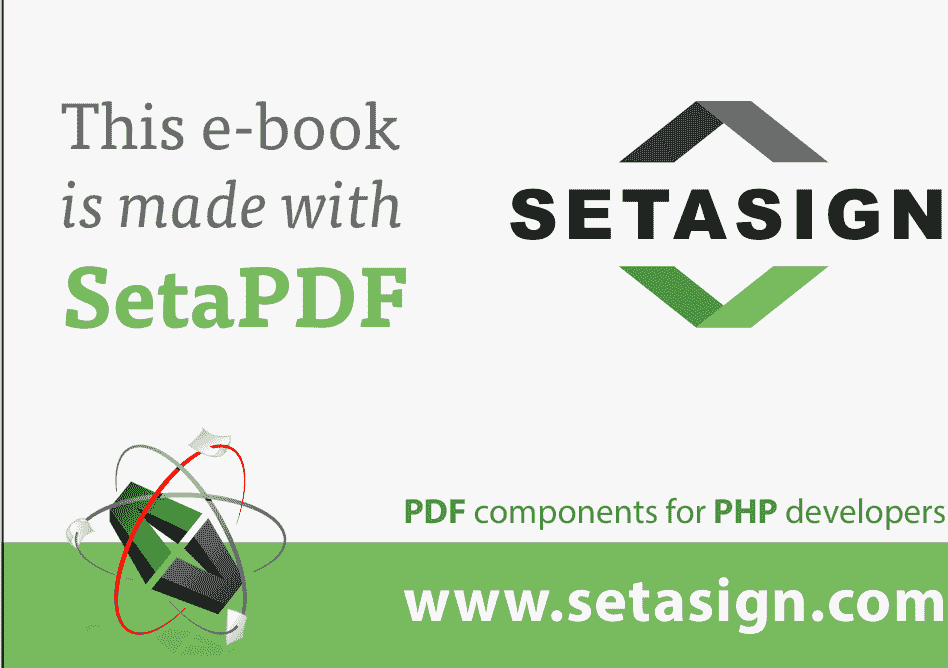 This e-book
is made with
SetaPDF
SETASIGN
PDF components for PHP developers
www.setasign.com